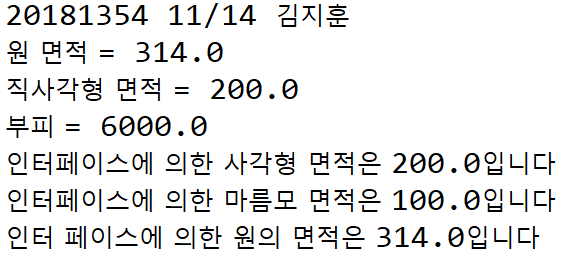 20181354 11/14 김지훈
원 면적 = 314.0
직사각형 면적 = 200.0
부피 = 6000.0
인터페이스에 의한 사각형 면적은 200.0입니다
인터페이스에 의한 마름모 면적은 100.0입니다
인터 페이스에 의한 원의 면적은 314.0입니다